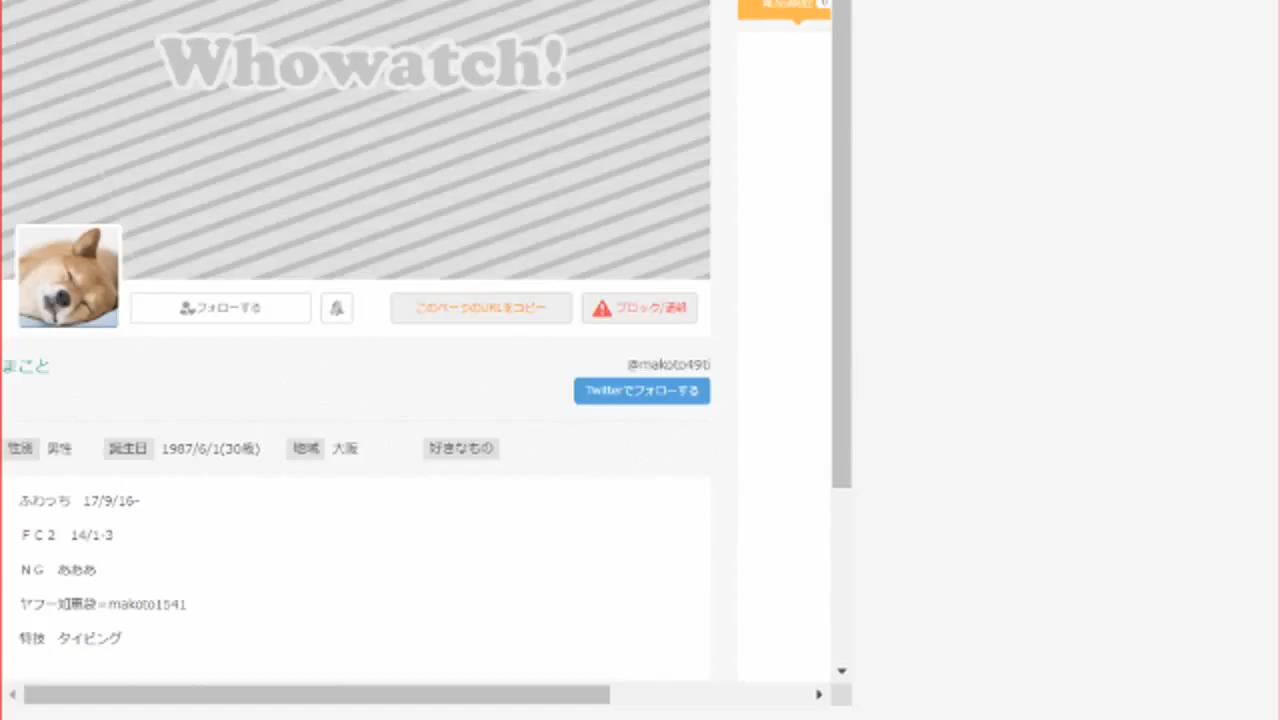 Whowatch!
フォローする
このページのURLをコピー
ブロック/通報
まこと
@makoto49ti
Twitterでフォローする
性別 男性 誕生日 1987/6/1(30歳) 地域 大阪 好きなもの
ふわっち 17/9/16-
ＦＣ２ 14/1-3
ＮＧ あああ
ヤフー知恵袋＝makoto1541
特技 タイピング